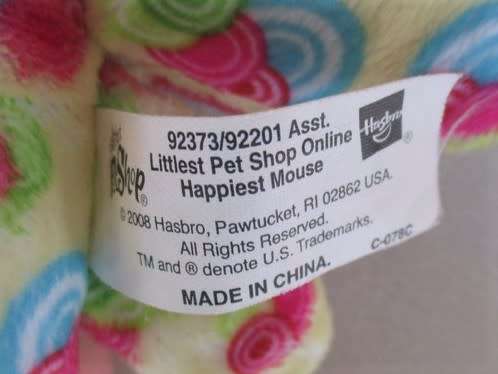 92373/92201 Asst.
Littlest Pet Shop Online
Happiest Mouse
Hasbro ®
Shop®
© 2008 Hasbro, Pawtucket, RI 02862 USA.
All Rights Reserved.
TM and ® denote U.S. Trademarks.
C-078C
MADE IN CHINA.